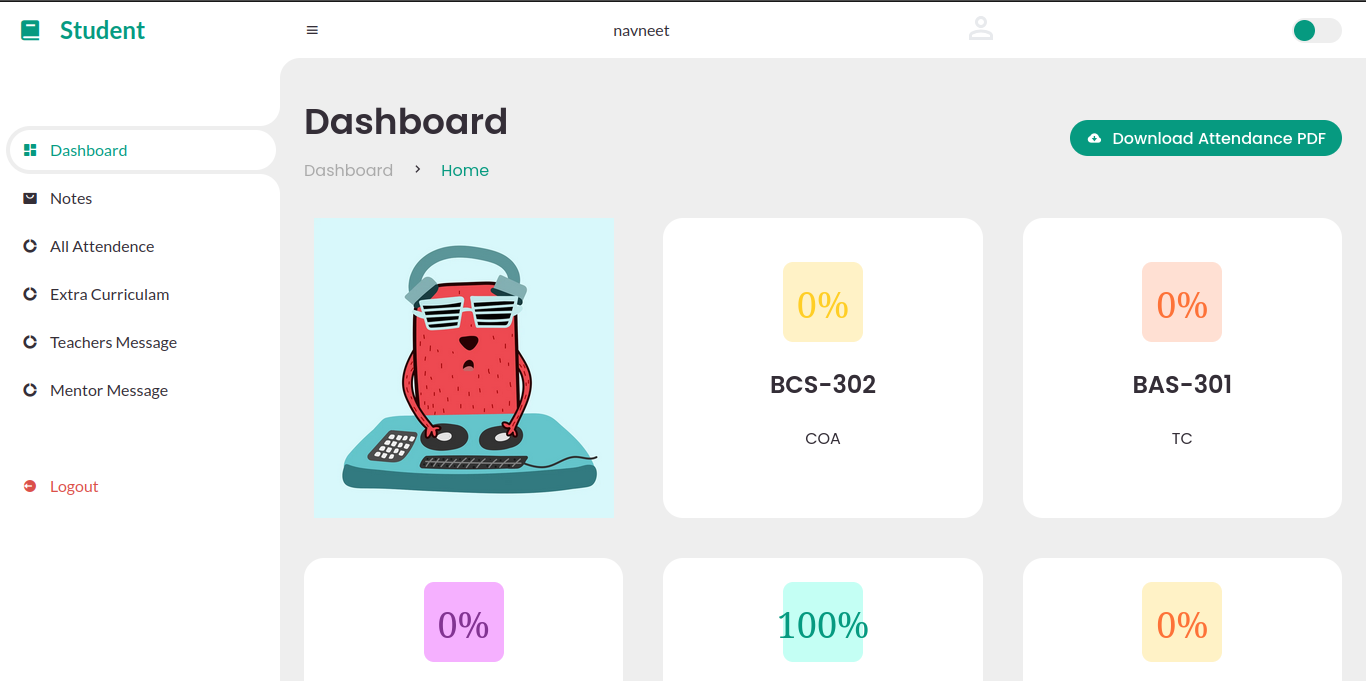 Student
navneet
Dashboard
Notes
All Attendence
Extra Curriculam
Teachers Message
Mentor Message
Logout
Dashboard
Dashboard > Home
Download Attendance PDF
0%
BCS-302
COA
0%
BAS-301
TC
0%
100%
0%